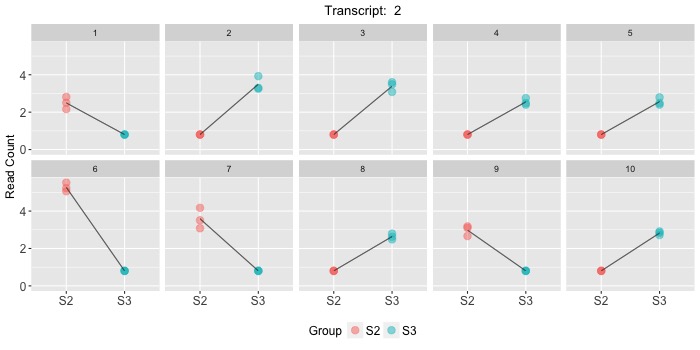 Transcript: 2
1 2 3 4 5
4
2
0
Read Count
6 7 8 9 10
4
2
0
S2 S3 S2 S3 S2 S3 S2 S3 S2 S3
Group S2 S3